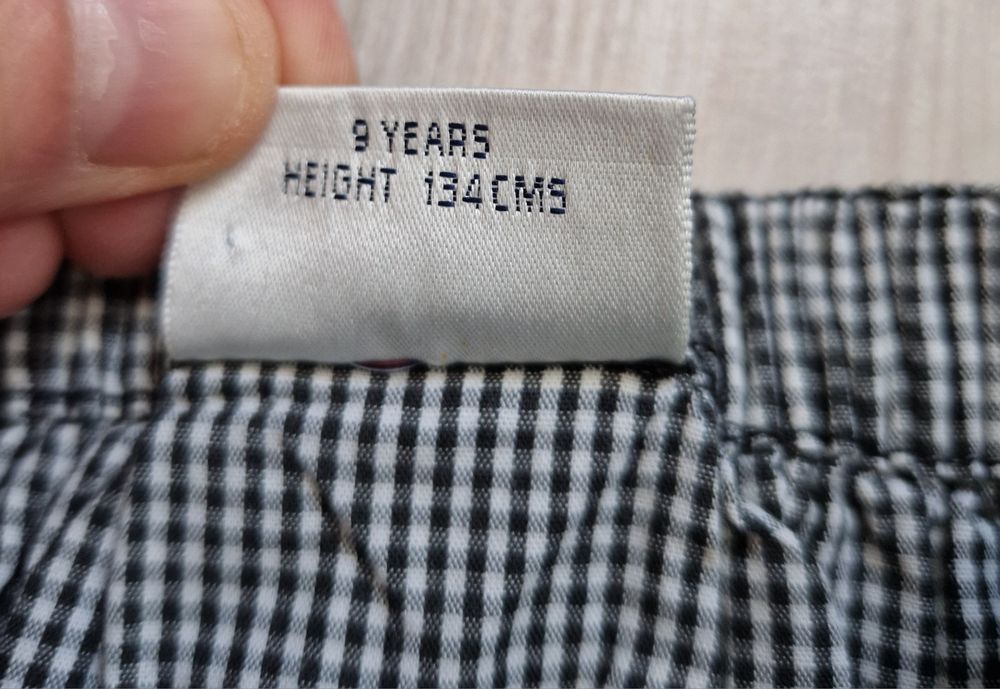 9 YEARS
HEIGHT 134CMS